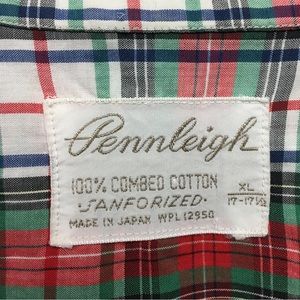 Pennleigh
100% COMBED COTTON
SANFORIZED
XL
17-17½
MADE IN JAPAN WPL 12950